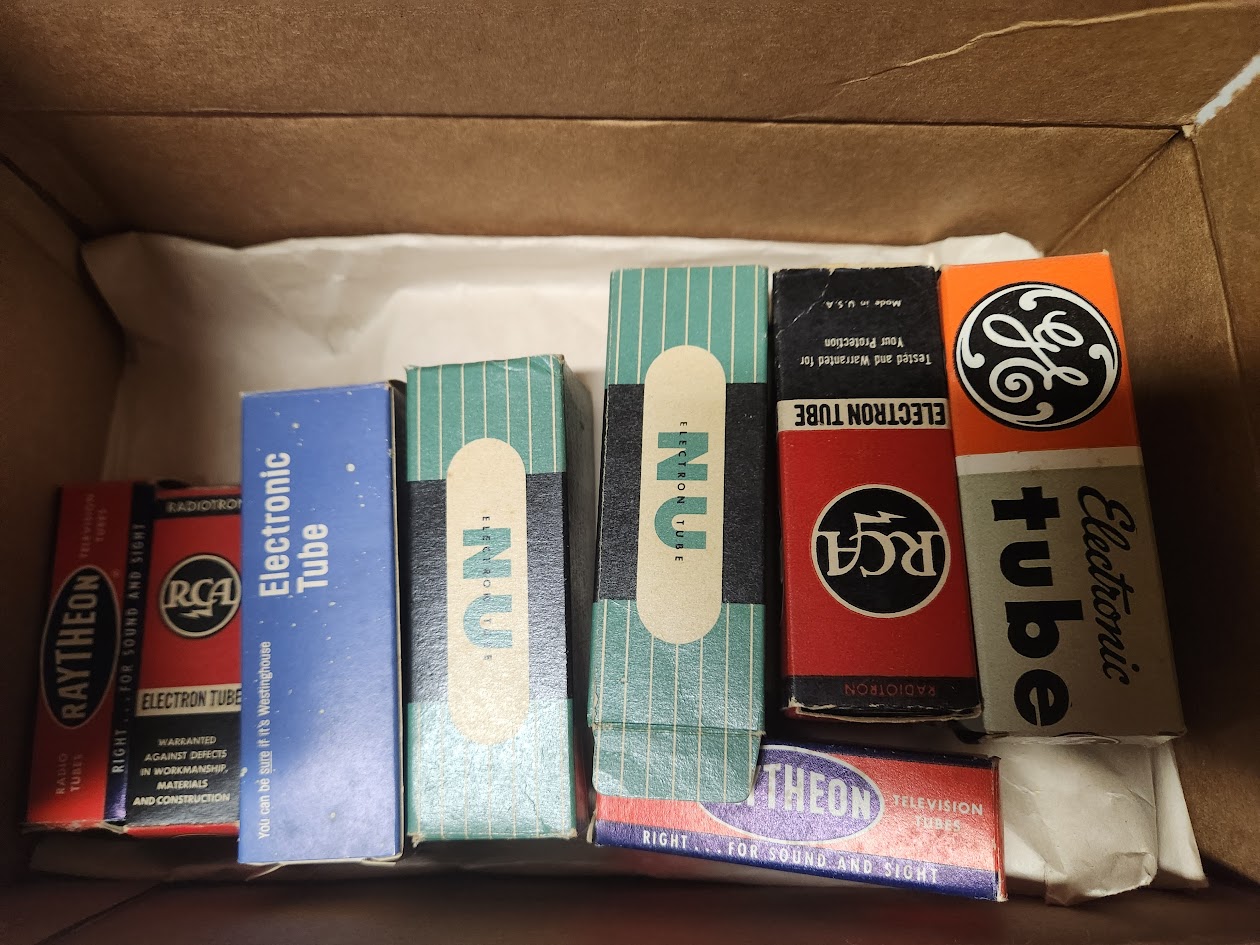 TELEVISION
TUBES
RAYTHEON
RADIO
TUBES
RIGHT...FOR SOUND AND SIGHT
RADIOTRON
RCA
ELECTRON TUBE
WARRANTED
AGAINST DEFECTS
IN WORKMANSHIP,
MATERIALS
AND CONSTRUCTION
Electronic
Tube
You can be sure if it's Westinghouse
NU
ELECTRON TUBE
NU
ELECTRON TUBE
RADIOTRON
RCA
ELECTRON TUBE
Tested and Warranted for
Your Protection
Made in U.S.A.
GE
Electronic
tube
YTHEON
TELEVISION
TUBES
RIGHT...FOR SOUND AND SIGHT